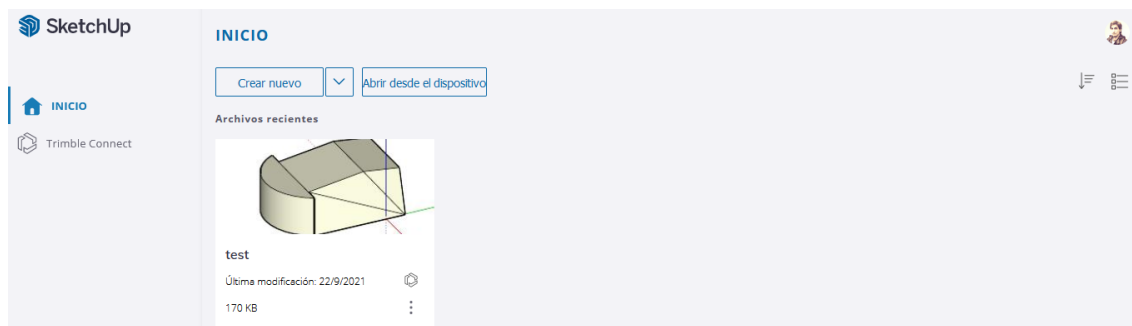 SketchUp
INICIO
Crear nuevo
Abrir desde el dispositivo
INICIO
Archivos recientes
Trimble Connect
test
Última modificación: 22/9/2021
170 KB